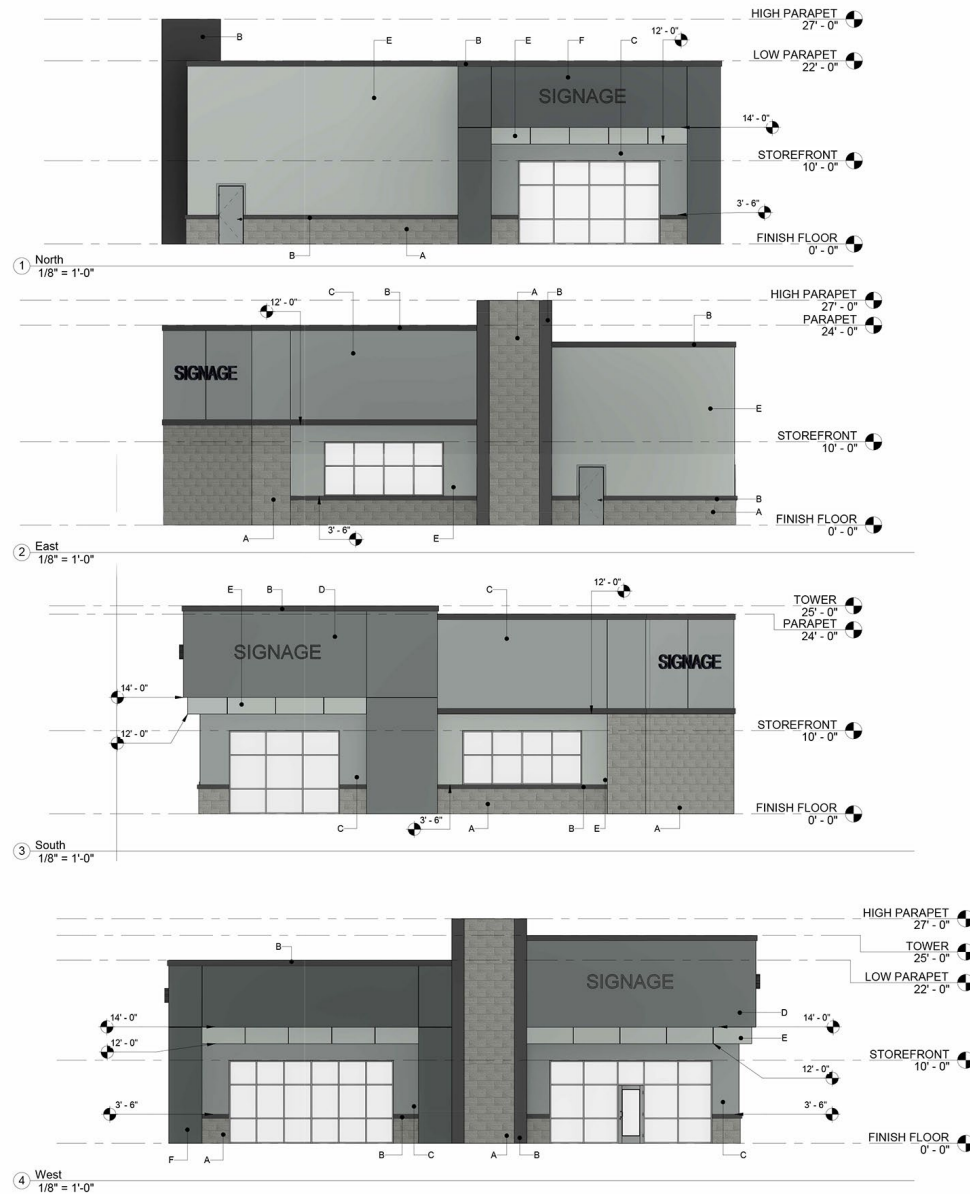 HIGH PARAPET
27' - 0"
B
E
B
E
F
C
12' - 0"
LOW PARAPET
22' - 0"
SIGNAGE
14' - 0"
STOREFRONT
10' - 0"
3' - 6"
FINISH FLOOR
0' - 0"
B
A
1 North
1/8" = 1'-0"
12' - 0"
C
B
A
B
HIGH PARAPET
27' - 0"
PARAPET
24' - 0"
B
SIGNAGE
E
STOREFRONT
10' - 0"
B
A
FINISH FLOOR
0' - 0"
A
3' - 6"
E
2 East
1/8" = 1'-0"
E
B
D
C
12' - 0"
TOWER
25' - 0"
PARAPET
24' - 0"
SIGNAGE
SIGNAGE
14' - 0"
12' - 0"
STOREFRONT
10' - 0"
FINISH FLOOR
0' - 0"
C
3' - 6"
A
B
E
A
3 South
1/8" = 1'-0"
HIGH PARAPET
27' - 0"
B
TOWER
25' - 0"
SIGNAGE
LOW PARAPET
22' - 0"
14' - 0"
D
14' - 0"
12' - 0"
E
STOREFRONT
10' - 0"
12' - 0"
3' - 6"
3' - 6"
FINISH FLOOR
0' - 0"
F
A
B
C
A
B
C
4 West
1/8" = 1'-0"